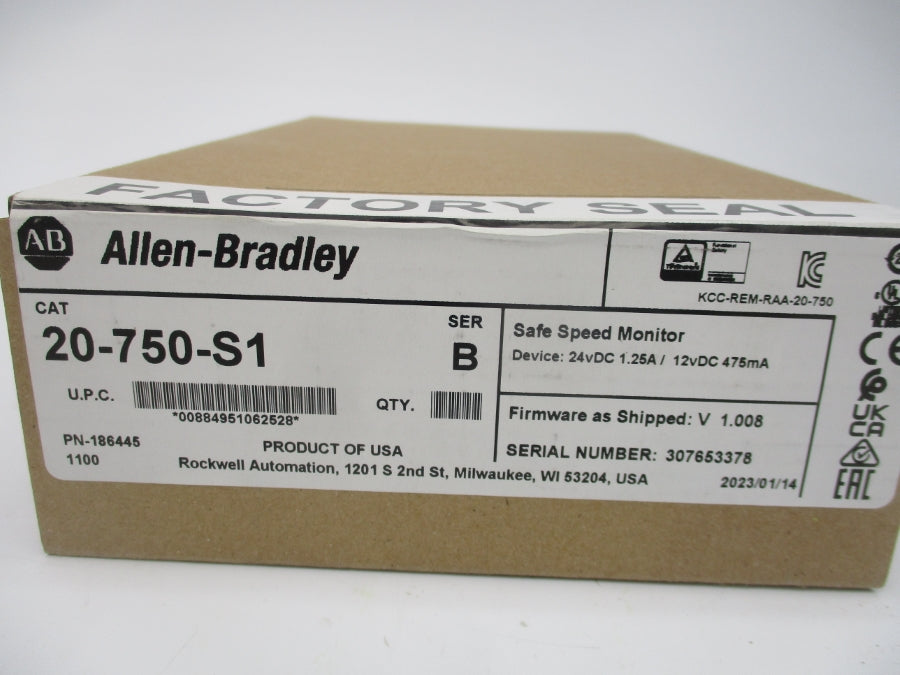 FACTORY SEAL
AB Allen-Bradley
KCC-REM-RAA-20-750
CAT
20-750-S1
SER
B
U.P.C.
*00884951062528*
QTY.
PN-186445
1100
PRODUCT OF USA
Rockwell Automation, 1201 S 2nd St, Milwaukee, WI 53204, USA
Safe Speed Monitor
Device: 24vDC 1.25A / 12vDC 475mA
Firmware as Shipped: V 1.008
SERIAL NUMBER: 307653378
2023/01/14
CE
UK
CA
EAC